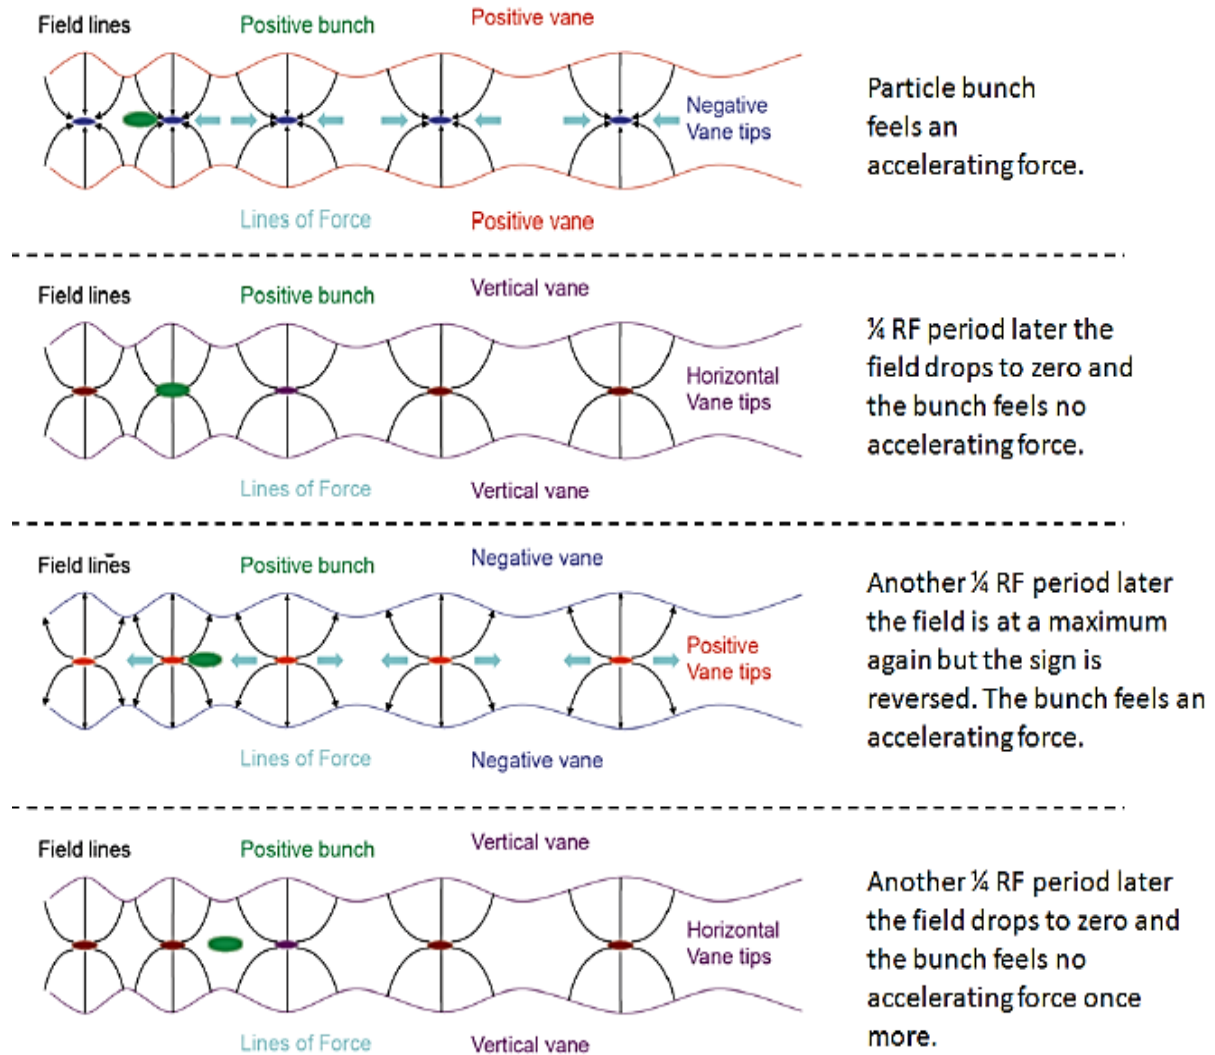 Field lines
Positive bunch
Positive vane
Negative
Vane tips
Lines of Force
Positive vane
Particle bunch
feels an
accelerating force.
Field lines
Positive bunch
Vertical vane
Horizontal
Vane tips
Lines of Force
Vertical vane
¼ RF period later the
field drops to zero and
the bunch feels no
accelerating force.
Field lines
Positive bunch
Negative vane
Positive
Vane tips
Lines of Force
Negative vane
Another ¼ RF period later
the field is at a maximum
again but the sign is
reversed. The bunch feels an
accelerating force.
Field lines
Positive bunch
Vertical vane
Horizontal
Vane tips
Lines of Force
Vertical vane
Another ¼ RF period later
the field drops to zero and
the bunch feels no
accelerating force once
more.